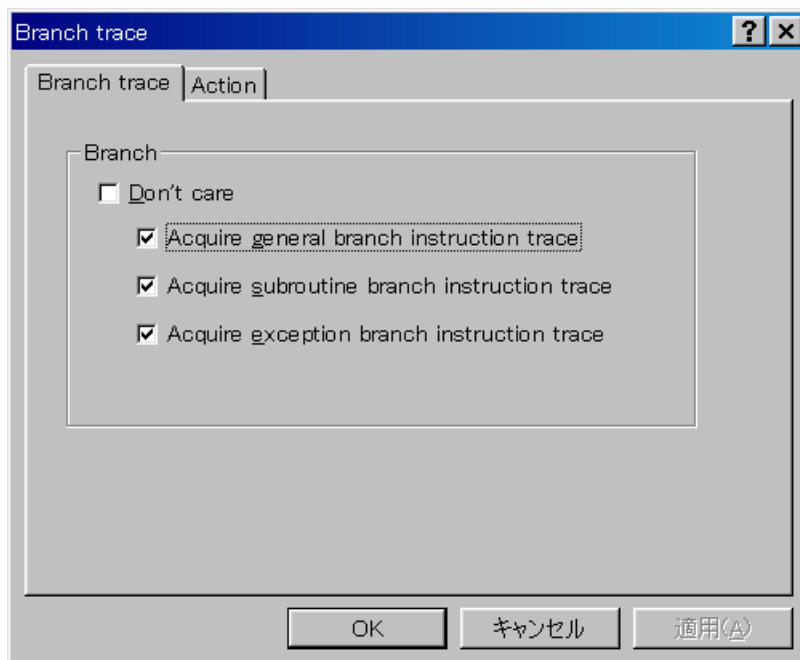 Branch trace
Branch trace Action
Branch
Don't care
Acquire general branch instruction trace
Acquire subroutine branch instruction trace
Acquire exception branch instruction trace
OK キャンセル 適用(A)